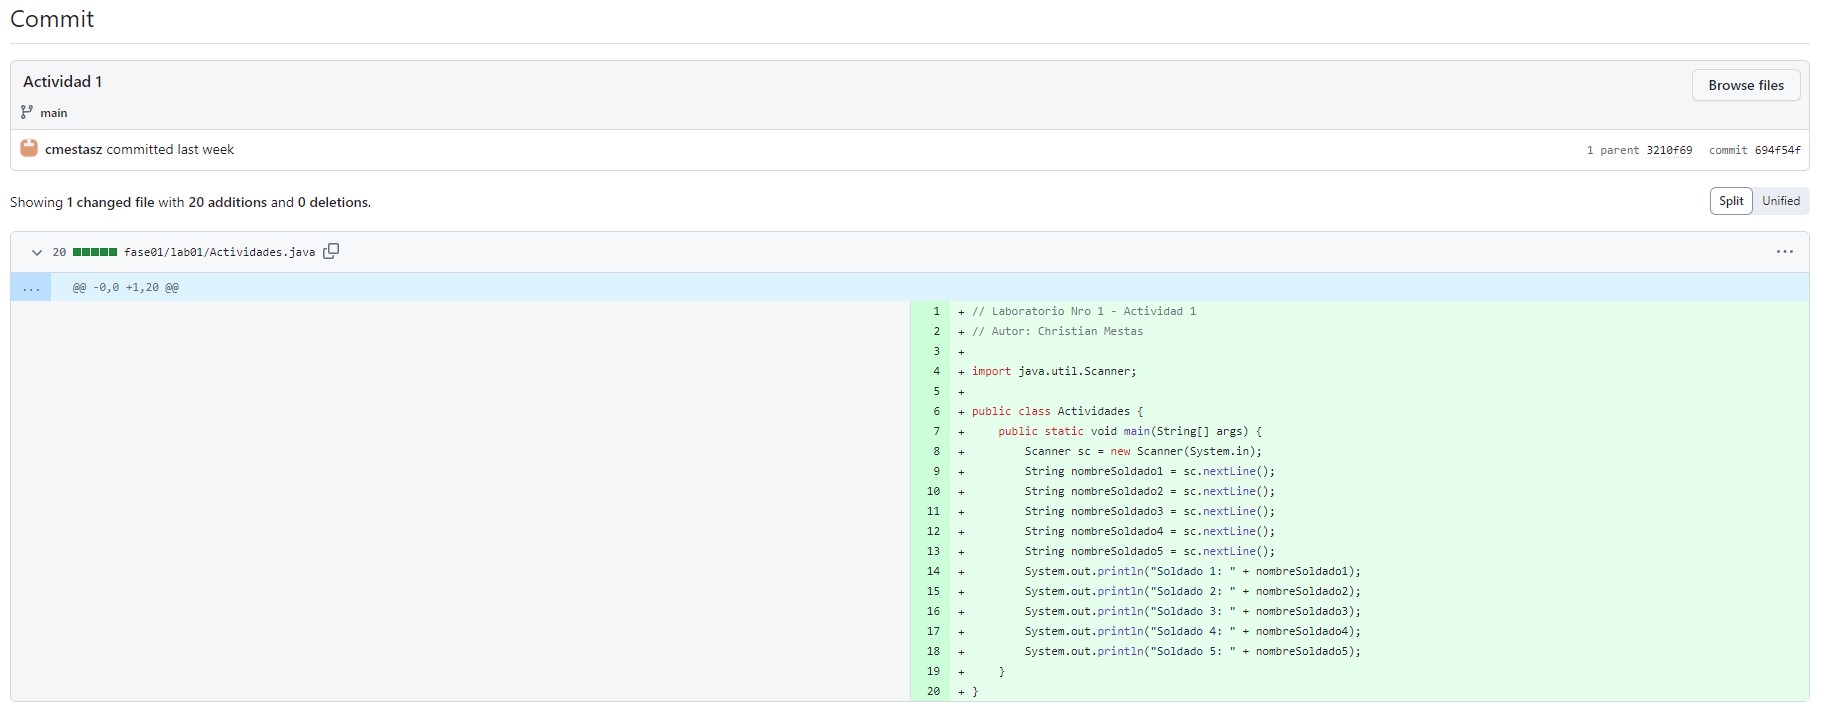 Commit
Actividad 1
Browse files
main
cmestasz committed last week
1 parent 3210f69 commit 694f54f
Showing 1 changed file with 20 additions and 0 deletions.
Split Unified
20 fase01/lab01/Actividades.java
... @@ -0,0 +1,20 @@
1 + // Laboratorio Nro 1 - Actividad 1
2 + // Autor: Christian Mestas
3 +
4 + import java.util.Scanner;
5 +
6 + public class Actividades {
7 +     public static void main(String[] args) {
8 +         Scanner sc = new Scanner(System.in);
9 +         String nombreSoldado1 = sc.nextLine();
10 +         String nombreSoldado2 = sc.nextLine();
11 +         String nombreSoldado3 = sc.nextLine();
12 +         String nombreSoldado4 = sc.nextLine();
13 +         String nombreSoldado5 = sc.nextLine();
14 +         System.out.println("Soldado 1: " + nombreSoldado1);
15 +         System.out.println("Soldado 2: " + nombreSoldado2);
16 +         System.out.println("Soldado 3: " + nombreSoldado3);
17 +         System.out.println("Soldado 4: " + nombreSoldado4);
18 +         System.out.println("Soldado 5: " + nombreSoldado5);
19 +     }
20 + }